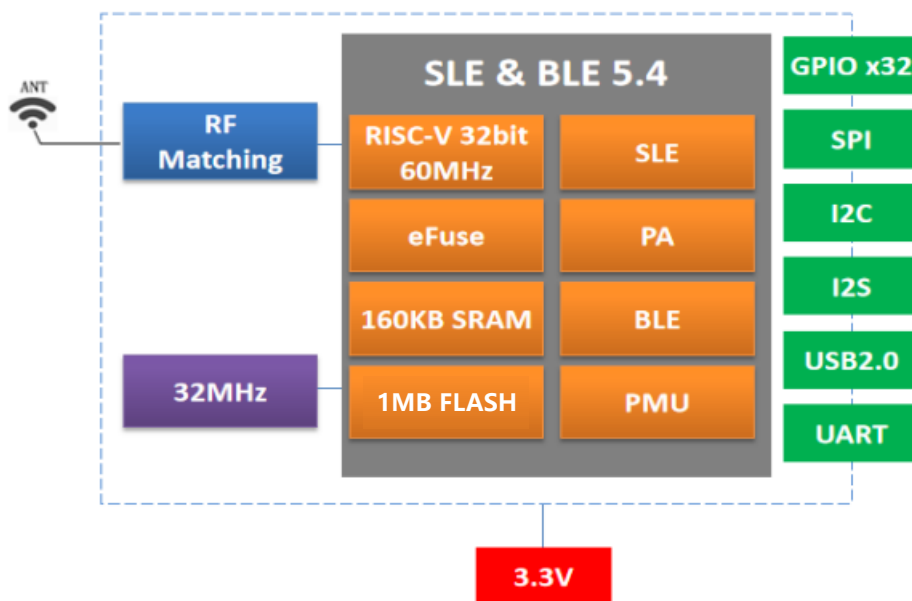 ANT
RF
Matching
32MHz
SLE & BLE 5.4
RISC-V 32bit
60MHz
SLE
eFuse
PA
160KB SRAM
BLE
1MB FLASH
PMU
GPIO x32
SPI
I2C
I2S
USB2.0
UART
3.3V